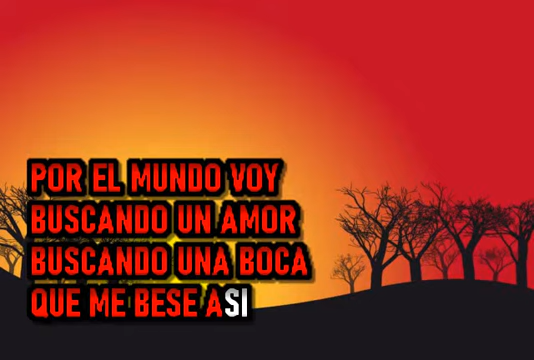 POR EL MUNDO VOY
BUSCANDO UN AMOR
BUSCANDO UNA BOCA
QUE ME BESE ASI